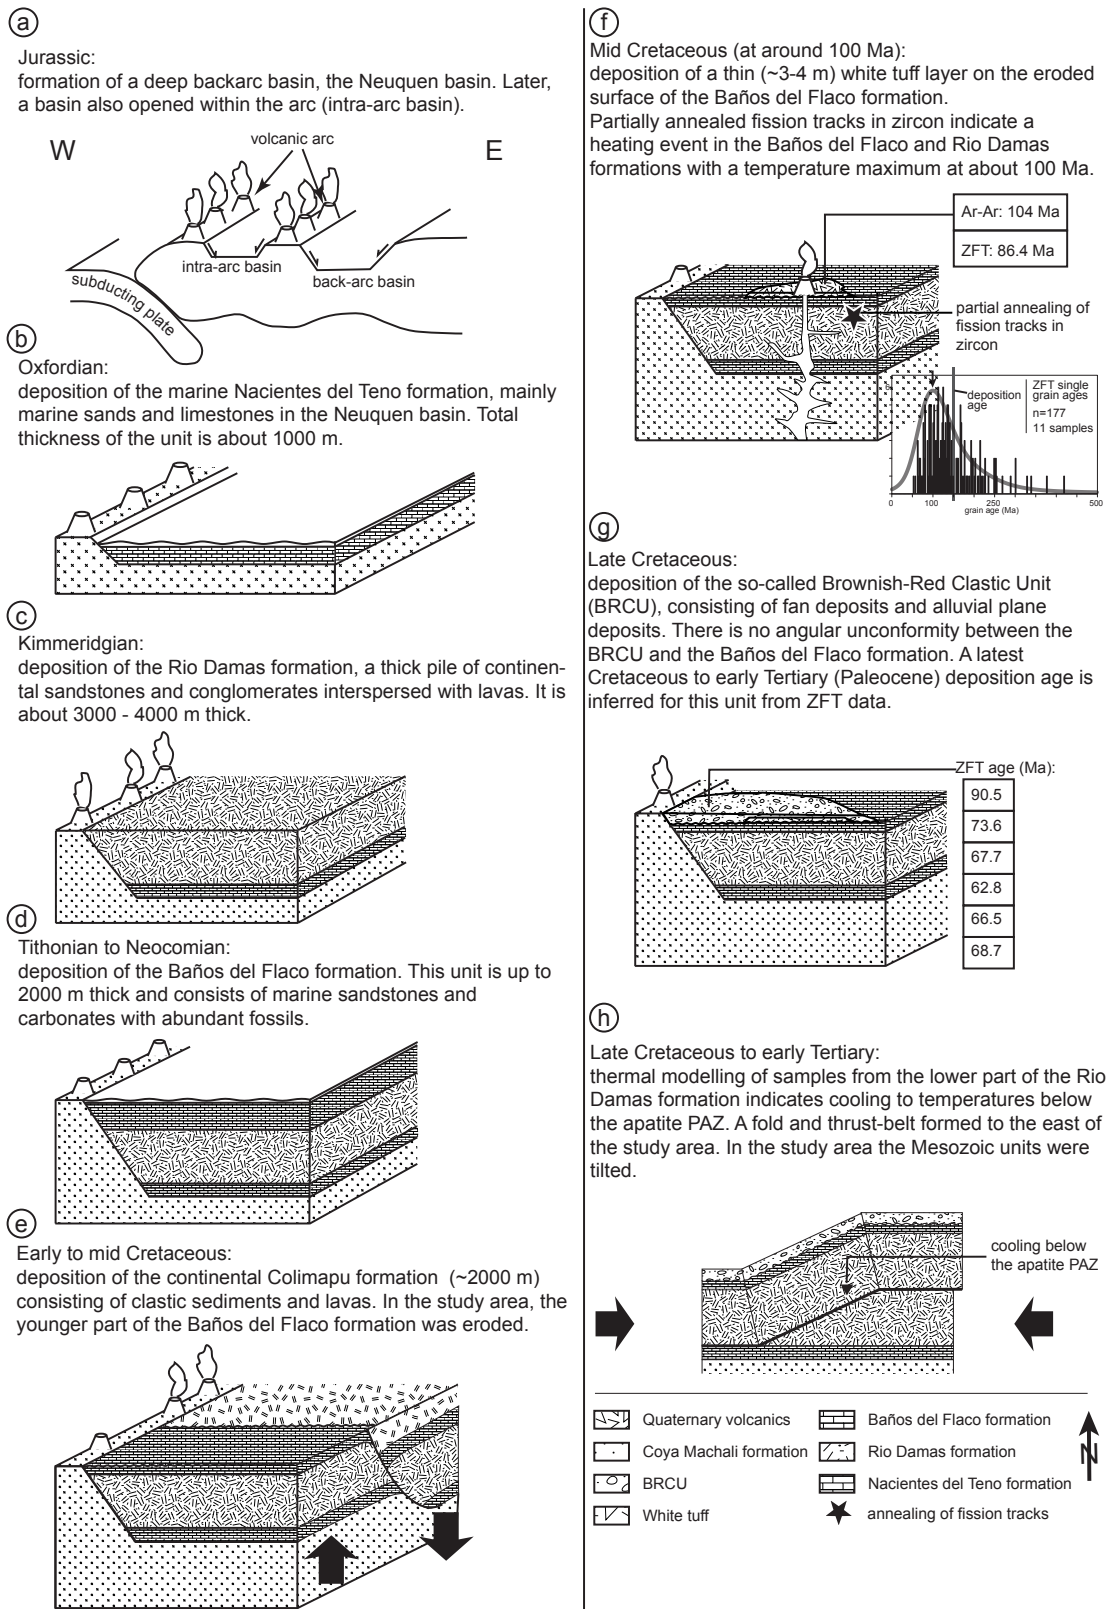 a
Jurassic:
formation of a deep backarc basin, the Neuquen basin. Later,
a basin also opened within the arc (intra-arc basin).
volcanic arc
W
E
intra-arc basin
back-arc basin
subducting plate
b
Oxfordian:
deposition of the marine Nacientes del Teno formation, mainly
marine sands and limestones in the Neuquen basin. Total
thickness of the unit is about 1000 m.
c
Kimmeridgian:
deposition of the Rio Damas formation, a thick pile of continen-
tal sandstones and conglomerates interspersed with lavas. It is
about 3000 - 4000 m thick.
d
Tithonian to Neocomian:
deposition of the Baños del Flaco formation. This unit is up to
2000 m thick and consists of marine sandstones and
carbonates with abundant fossils.
e
Early to mid Cretaceous:
deposition of the continental Colimapu formation (~2000 m)
consisting of clastic sediments and lavas. In the study area, the
younger part of the Baños del Flaco formation was eroded.
f
Mid Cretaceous (at around 100 Ma):
deposition of a thin (~3-4 m) white tuff layer on the eroded
surface of the Baños del Flaco formation.
Partially annealed fission tracks in zircon indicate a
heating event in the Baños del Flaco and Rio Damas
formations with a temperature maximum at about 100 Ma.
Ar-Ar: 104 Ma
ZFT: 86.4 Ma
partial annealing of
fission tracks in
zircon
deposition
age
ZFT single
grain ages
n=177
11 samples
0 100 250 500
grain age (Ma)
g
Late Cretaceous:
deposition of the so-called Brownish-Red Clastic Unit
(BRCU), consisting of fan deposits and alluvial plane
deposits. There is no angular unconformity between the
BRCU and the Baños del Flaco formation. A latest
Cretaceous to early Tertiary (Paleocene) deposition age is
inferred for this unit from ZFT data.
ZFT age (Ma):
90.5
73.6
67.7
62.8
66.5
68.7
h
Late Cretaceous to early Tertiary:
thermal modelling of samples from the lower part of the Rio
Damas formation indicates cooling to temperatures below
the apatite PAZ. A fold and thrust-belt formed to the east of
the study area. In the study area the Mesozoic units were
tilted.
cooling below
the apatite PAZ
Quaternary volcanics
Coya Machali formation
BRCU
White tuff
Baños del Flaco formation
Rio Damas formation
Nacientes del Teno formation
annealing of fission tracks
N